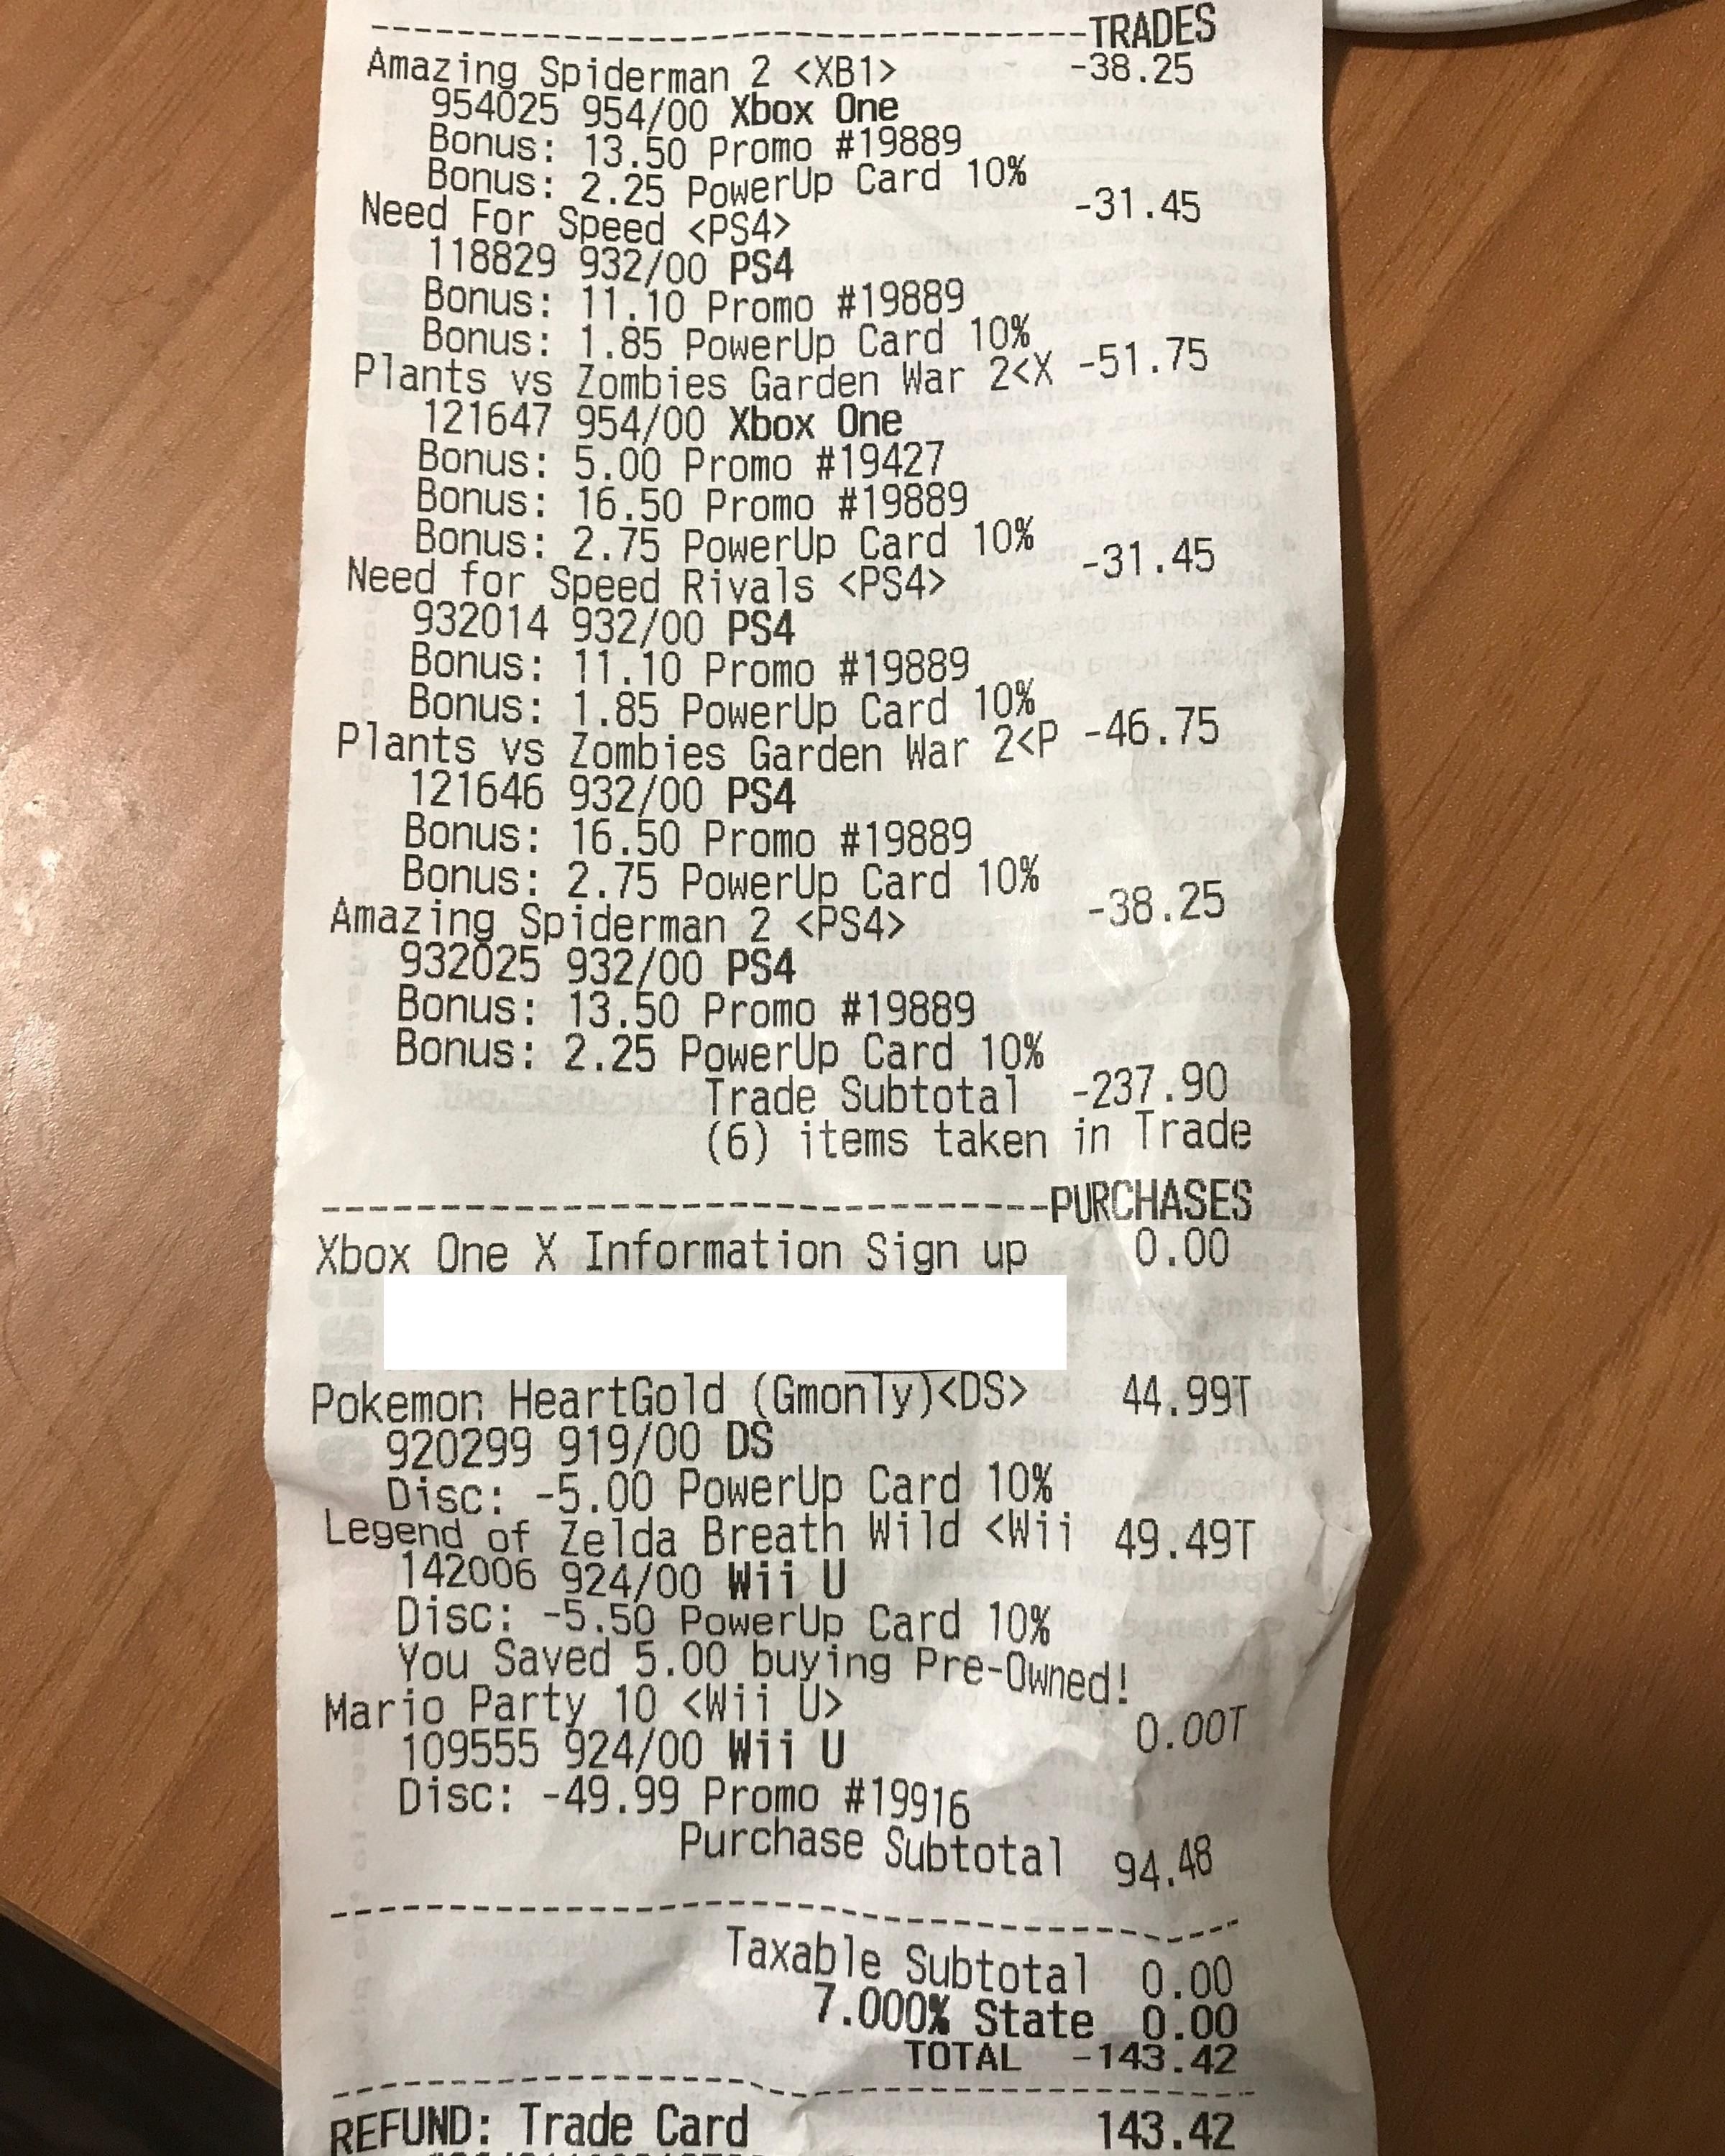 --------------------------------TRADES
Amazing Spiderman 2 <XB1> -38.25
954025 954/00 Xbox One
Bonus: 13.50 Promo #19889
Bonus: 2.25 PowerUp Card 10%
Need For Speed <PS4> -31.45
118829 932/00 PS4
Bonus: 11.10 Promo #19889
Bonus: 1.85 PowerUp Card 10%
Plants vs Zombies Garden War 2<X -51.75
121647 954/00 Xbox One
Bonus: 5.00 Promo #19427
Bonus: 16.50 Promo #19889
Bonus: 2.75 PowerUp Card 10%
Need for Speed Rivals <PS4> -31.45
932014 932/00 PS4
Bonus: 11.10 Promo #19889
Bonus: 1.85 PowerUp Card 10%
Plants vs Zombies Garden War 2<P -46.75
121646 932/00 PS4
Bonus: 16.50 Promo #19889
Bonus: 2.75 PowerUp Card 10%
Amazing Spiderman 2 <PS4> -38.25
932025 932/00 PS4
Bonus: 13.50 Promo #19889
Bonus: 2.25 PowerUp Card 10%
Trade Subtotal -237.90
(6) items taken in Trade
--------------------------------PURCHASES
Xbox One X Information Sign up 0.00
Pokemon HeartGold (Gmonly)<DS> 44.99T
920299 919/00 DS
Disc: -5.00 PowerUp Card 10%
Legend of Zelda Breath Wild <Wii 49.49T
142006 924/00 Wii U
Disc: -5.50 PowerUp Card 10%
You Saved 5.00 buying Pre-Owned!
Mario Party 10 <Wii U> 0.00T
109555 924/00 Wii U
Disc: -49.99 Promo #19916
Purchase Subtotal 94.48
Taxable Subtotal 0.00
7.000% State 0.00
TOTAL -143.42
REFUND: Trade Card 143.42